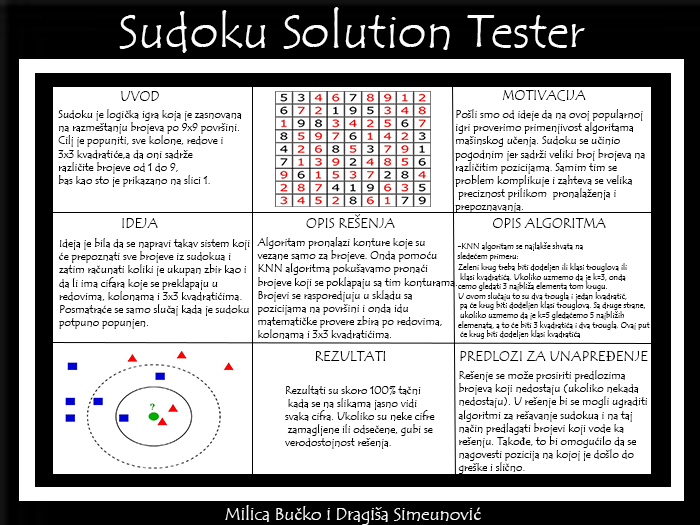 Sudoku Solution Tester
UVOD
Sudoku je logička igra koja je zasnovana
na razmeštanju brojeva po 9x9 površini.
Cilj je popuniti, sve kolone, redove i
3x3 kvadratiće,a da oni sadrže
različite brojeve od 1 do 9,
bas kao sto je prikazano na slici 1.
5 3 4 6 7 8 9 1 2
6 7 2 1 9 5 3 4 8
1 9 8 3 4 2 5 6 7
8 5 9 7 6 1 4 2 3
4 2 6 8 5 3 7 9 1
7 1 3 9 2 4 8 5 6
9 6 1 5 3 7 2 8 4
2 8 7 4 1 9 6 3 5
3 4 5 2 8 6 1 7 9
MOTIVACIJA
Pošli smo od ideje da na ovoj popularnoj
igri proverimo primenjivost algoritama
mašinskog učenja. Sudoku se učinio
pogodnim jer sadrži veliki broj brojeva na
različitim pozicijama. Samim tim se
problem komplikuje i zahteva se velika
preciznost prilikom pronalaženja i
prepoznavanja.
IDEJA
Ideja je bila da se napravi takav sistem koji
će prepoznati sve brojeve iz sudokua i
zatim računati koliki je ukupan zbir kao i
da li ima cifara koje se preklapaju u
redovima, kolonama i 3x3 kvadratićima.
Posmatraće se samo slučaj kada je sudoku
potpuno popunjen.
OPIS REŠENJA
Algoritam pronalazi konture koje su
vezane samo za brojeve. Onda pomoću
KNN algoritma pokušavamo pronaći
brojeve koji se poklapaju sa tim konturama
Brojevi se rasporedjuju u skladu sa
pozicijama na površini i onda idu
matematičke provere zbira po redovima,
kolonama i 3x3 kvadratićima.
OPIS ALGORITMA
-KNN algoritam se najlakše shvata na
sledećem primeru:
Zeleni krug treba biti dodeljen ili klasi trouglova ili
klasi kvadratića. Ukoliko uzmemo da je k=3, onda
ćemo gledati 3 najbliža elementa tom krugu.
U ovom slučaju to su dva trougla i jedan kvadratić,
pa će krug biti dodeljen klasi trouglova. Sa druge strane,
ukoliko uzmemo da je k=5 gledaćemo 5 najbližih
elemenata, a to će biti 3 kvadratića i dva trougla. Ovaj put
će krug biti dodeljen klasi kvadratića
?
REZULTATI
Rezultati su skoro 100% tačni
kada se na slikama jasno vidi
svaka cifra. Ukoliko su neke cifre
zamagljene ili odsečene, gubi se
verodostojnost rešenja.
PREDLOZI ZA UNAPREĐENJE
Rešenje se može prosiriti predlozima
brojeva koji nedostaju (ukoliko nekada
nedostaju). U rešenje bi se mogli ugraditi
algoritmi za rešavanje sudokua i na taj
način predlagati brojevi koji vode ka
rešenju. Takođe, to bi omogućilo da se
nagovesti pozicija na kojoj je došlo do
greške i slično.
Milica Bučko i Dragiša Simeunović